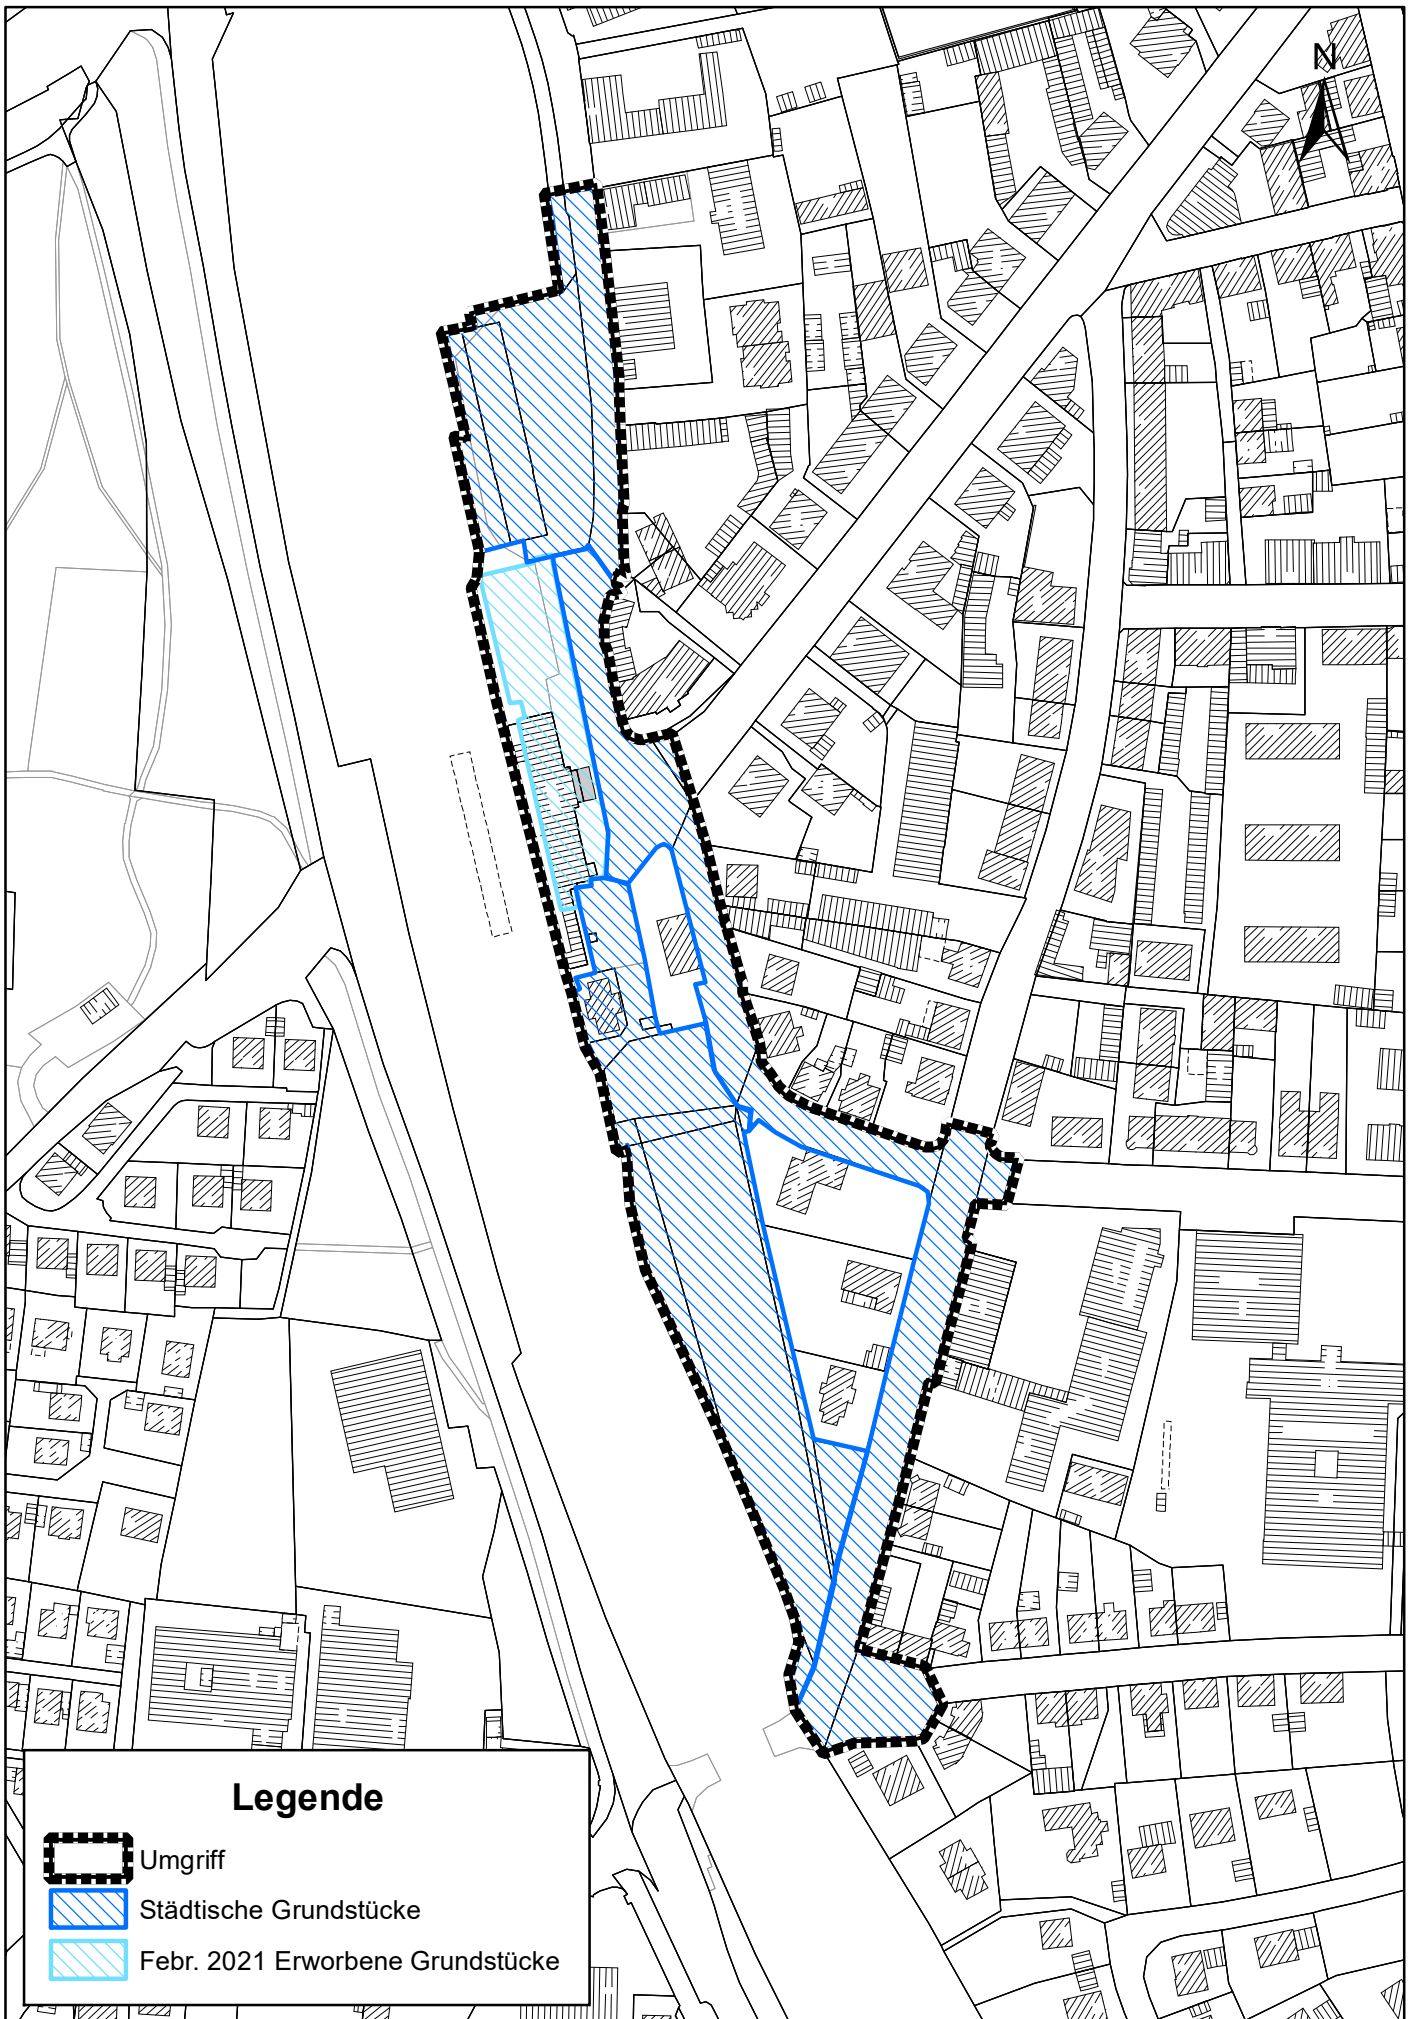 N
Legende
Umgriff
Städtische Grundstücke
Febr. 2021 Erworbene Grundstücke